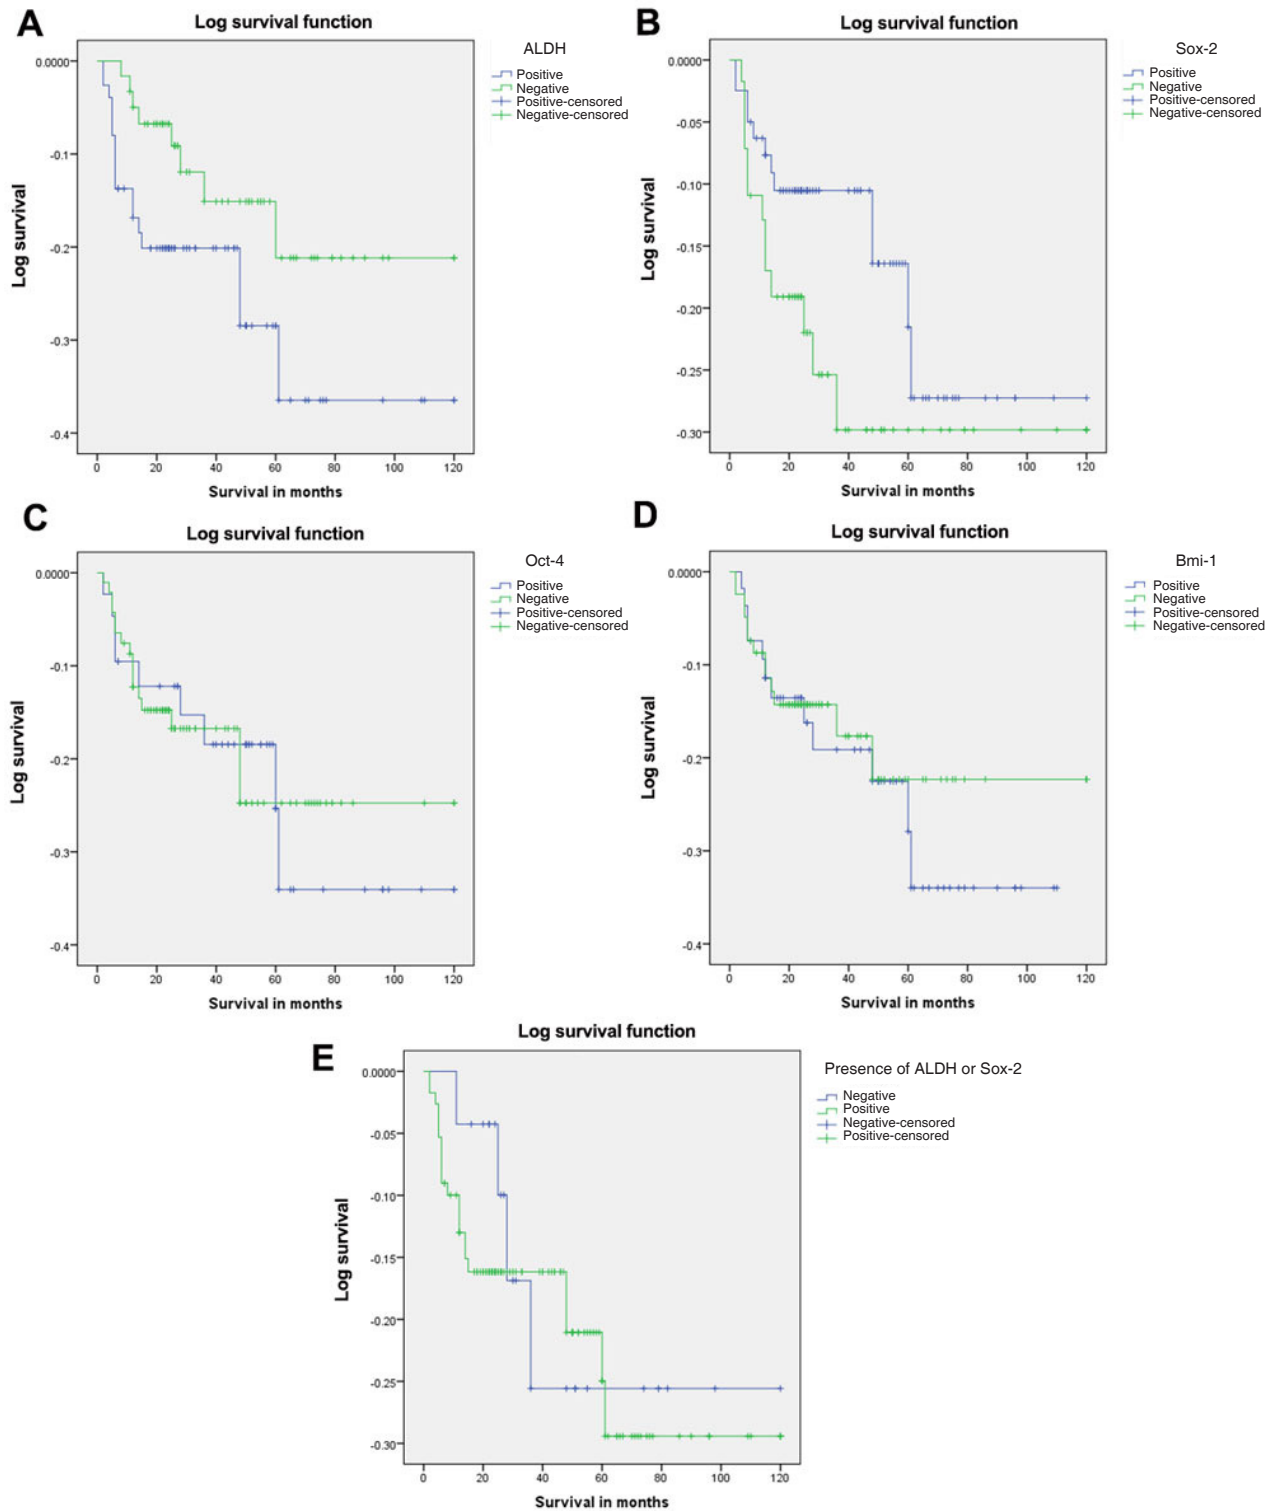 A
Log survival function
ALDH
Positive
Negative
Positive-censored
Negative-censored
0.0000
-0.1
-0.2
-0.3
-0.4
Log survival
0 20 40 60 80 100 120
Survival in months
B
Log survival function
Sox-2
Positive
Negative
Positive-censored
Negative-censored
0.0000
-0.05
-0.10
-0.15
-0.20
-0.25
-0.30
Log survival
0 20 40 60 80 100 120
Survival in months
C
Log survival function
Oct-4
Positive
Negative
Positive-censored
Negative-censored
0.0000
-0.1
-0.2
-0.3
-0.4
Log survival
0 20 40 60 80 100 120
Survival in months
D
Log survival function
Bmi-1
Positive
Negative
Positive-censored
Negative-censored
0.0000
-0.1
-0.2
-0.3
-0.4
Log survival
0 20 40 60 80 100 120
Survival in months
E
Log survival function
Presence of ALDH or Sox-2
Negative
Positive
Negative-censored
Positive-censored
0.0000
-0.05
-0.10
-0.15
-0.20
-0.25
-0.30
Log survival
0 20 40 60 80 100 120
Survival in months